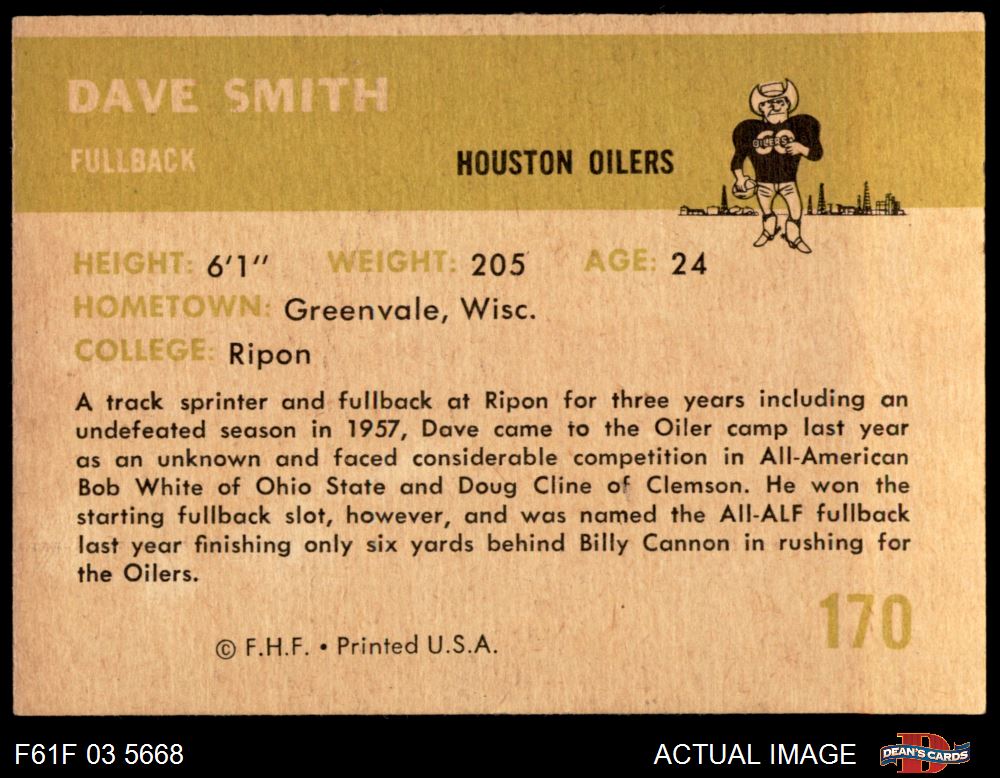 DAVE SMITH
FULLBACK
HOUSTON OILERS
OILERS
HEIGHT: 6'1" WEIGHT: 205 AGE: 24
HOMETOWN: Greenvale, Wisc.
COLLEGE: Ripon
A track sprinter and fullback at Ripon for three years including an
undefeated season in 1957, Dave came to the Oiler camp last year
as an unknown and faced considerable competition in All-American
Bob White of Ohio State and Doug Cline of Clemson. He won the
starting fullback slot, however, and was named the All-ALF fullback
last year finishing only six yards behind Billy Cannon in rushing for
the Oilers.
170
© F.H.F. • Printed U.S.A.
F61F 03 5668
ACTUAL IMAGE
D
DEAN'S CARDS